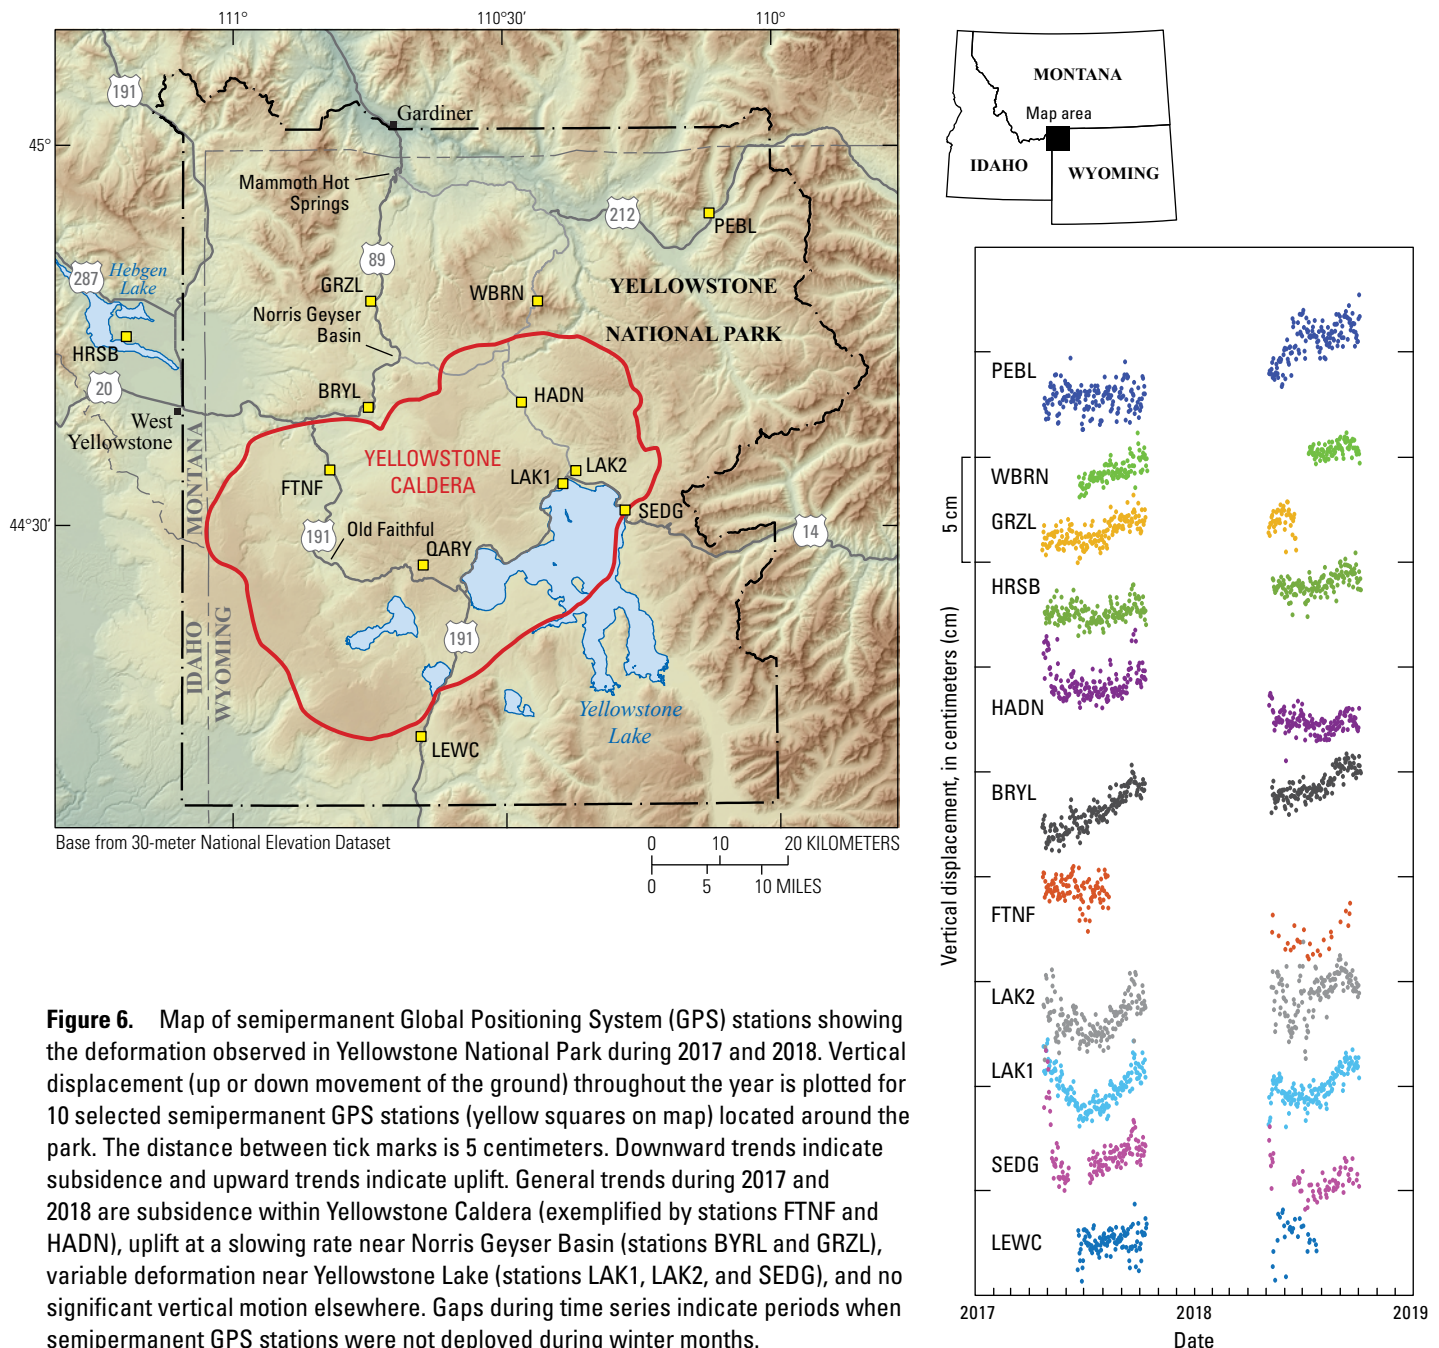 111°
110°30'
110°
45°
44°30'
191
Gardiner
Mammoth Hot
Springs
212
PEBL
89
287
Hebgen
Lake
GRZL
WBRN
YELLOWSTONE
NATIONAL PARK
Norris Geyser
Basin
HRSB
20
BRYL
HADN
West
Yellowstone
MONTANA
YELLOWSTONE
CALDERA
LAK1
LAK2
FTNF
SEDG
191
Old Faithful
QARY
14
IDAHO
WYOMING
191
Yellowstone
Lake
LEWC
Base from 30-meter National Elevation Dataset
0 10 20 KILOMETERS
0 5 10 MILES
MONTANA
Map area
IDAHO
WYOMING
Vertical displacement, in centimeters (cm)
5 cm
PEBL
WBRN
GRZL
HRSB
HADN
BRYL
FTNF
LAK2
LAK1
SEDG
LEWC
2017 2018 2019
Date
Figure 6. Map of semipermanent Global Positioning System (GPS) stations showing
the deformation observed in Yellowstone National Park during 2017 and 2018. Vertical
displacement (up or down movement of the ground) throughout the year is plotted for
10 selected semipermanent GPS stations (yellow squares on map) located around the
park. The distance between tick marks is 5 centimeters. Downward trends indicate
subsidence and upward trends indicate uplift. General trends during 2017 and
2018 are subsidence within Yellowstone Caldera (exemplified by stations FTNF and
HADN), uplift at a slowing rate near Norris Geyser Basin (stations BYRL and GRZL),
variable deformation near Yellowstone Lake (stations LAK1, LAK2, and SEDG), and no
significant vertical motion elsewhere. Gaps during time series indicate periods when
semipermanent GPS stations were not deployed during winter months.